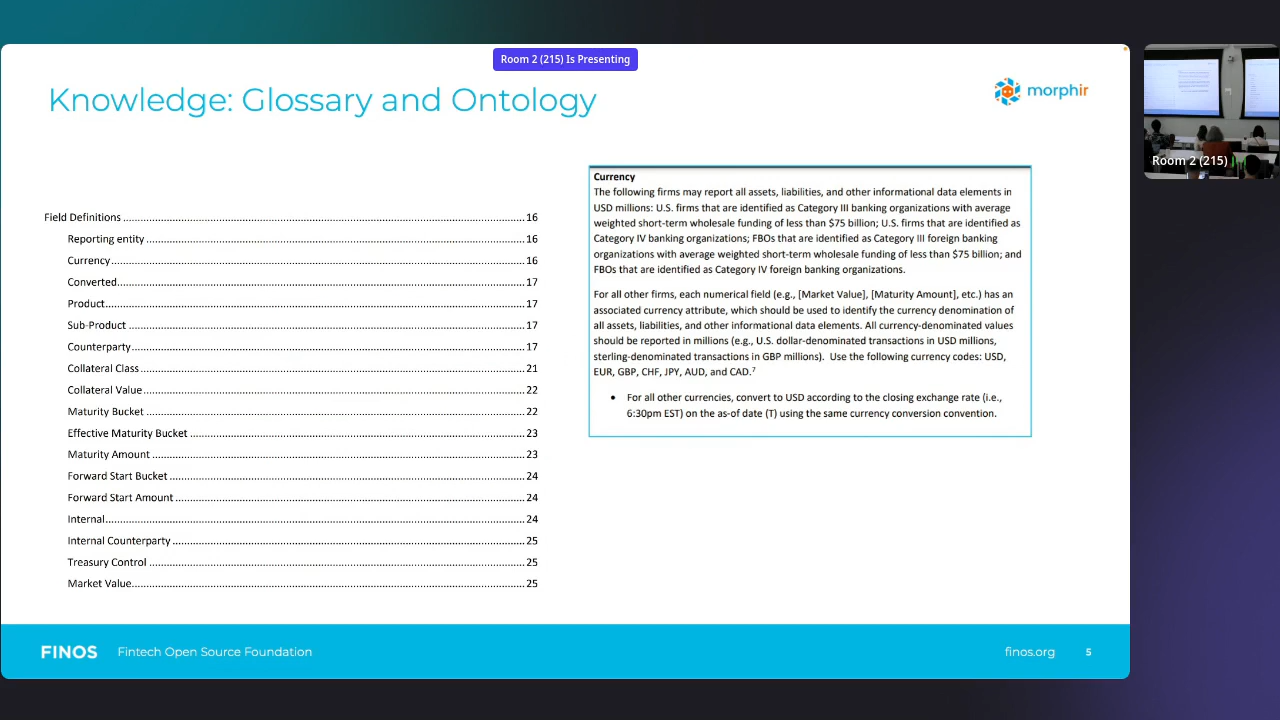 Room 2 (215) Is Presenting
Knowledge: Glossary and Ontology
morphir
Field Definitions 16
Reporting entity 16
Currency 16
Converted 17
Product 17
Sub-Product 17
Counterparty 17
Collateral Class 21
Collateral Value 22
Maturity Bucket 22
Effective Maturity Bucket 23
Maturity Amount 23
Forward Start Bucket 24
Forward Start Amount 24
Internal 24
Internal Counterparty 25
Treasury Control 25
Market Value 25
Currency
The following firms may report all assets, liabilities, and other informational data elements in
USD millions: U.S. firms that are identified as Category III banking organizations with average
weighted short-term wholesale funding of less than $75 billion; U.S. firms that are identified as
Category IV banking organizations; FBOs that are identified as Category III foreign banking
organizations with average weighted short-term wholesale funding of less than $75 billion; and
FBOs that are identified as Category IV foreign banking organizations.
For all other firms, each numerical field (e.g., [Market Value], [Maturity Amount], etc.) has an
associated currency attribute, which should be used to identify the currency denomination of
all assets, liabilities, and other informational data elements. All currency-denominated values
should be reported in millions (e.g., U.S. dollar-denominated transactions in USD millions,
sterling-denominated transactions in GBP millions). Use the following currency codes: USD,
EUR, GBP, CHF, JPY, AUD, and CAD.7
• For all other currencies, convert to USD according to the closing exchange rate (i.e.,
6:30pm EST) on the as-of date (T) using the same currency conversion convention.
FINOS Fintech Open Source Foundation
finos.org 5
Room 2 (215)